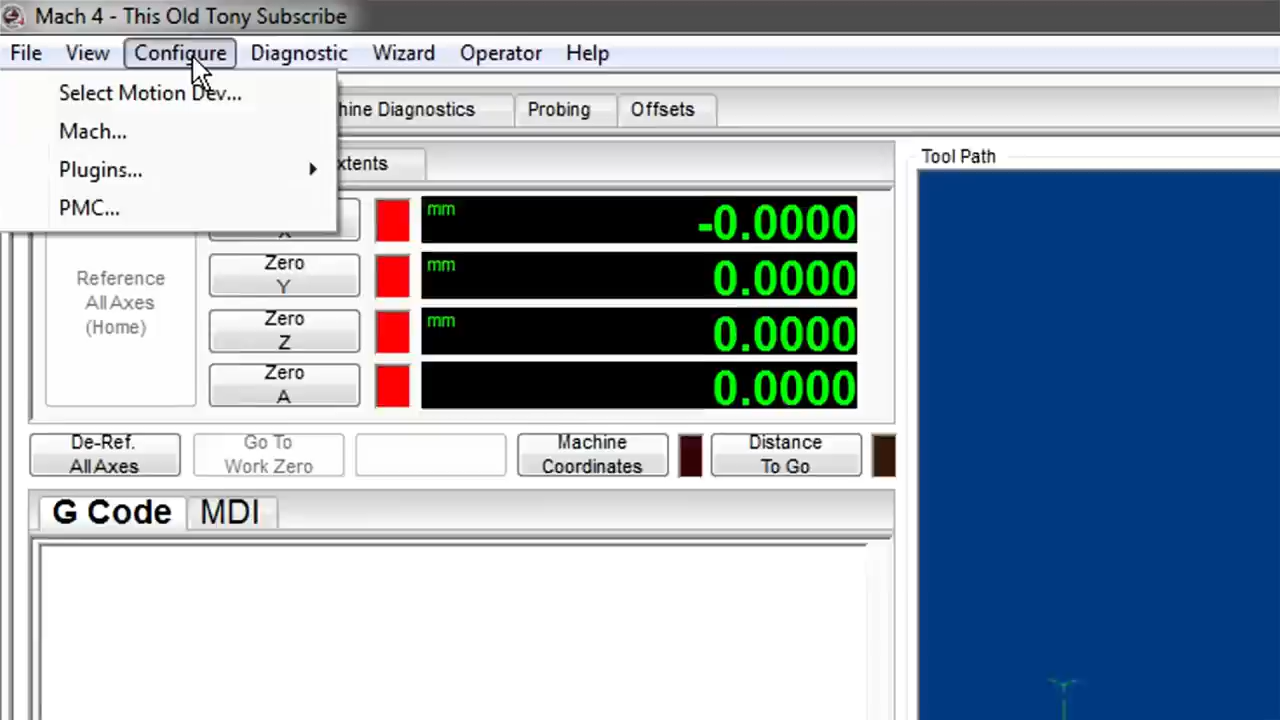 Mach 4 - This Old Tony Subscribe
File View Configure Diagnostic Wizard Operator Help
Select Motion Dev...
Mach...
Plugins...
PMC...
Diagnostics Probing Offsets
Tool Path
mm -0.0000
Zero
Y
mm 0.0000
Zero
Z
mm 0.0000
Zero
A
0.0000
Reference
All Axes
(Home)
De-Ref.
All Axes
Go To
Work Zero
Machine
Coordinates
Distance
To Go
G Code MDI